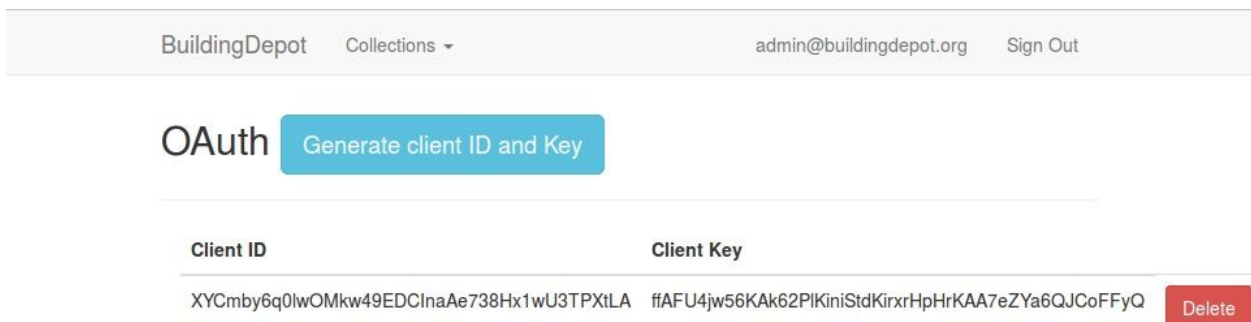 BuildingDepot Collections admin@buildingdepot.org Sign Out
OAuth Generate client ID and Key
Client ID Client Key
XYCmby6q0lwOMkw49EDCInaAe738Hx1wU3TPXtLA ffAFU4jw56KAk62PlKiniStdKirxrHpHrKAA7eZYa6QJCoFFyQ Delete